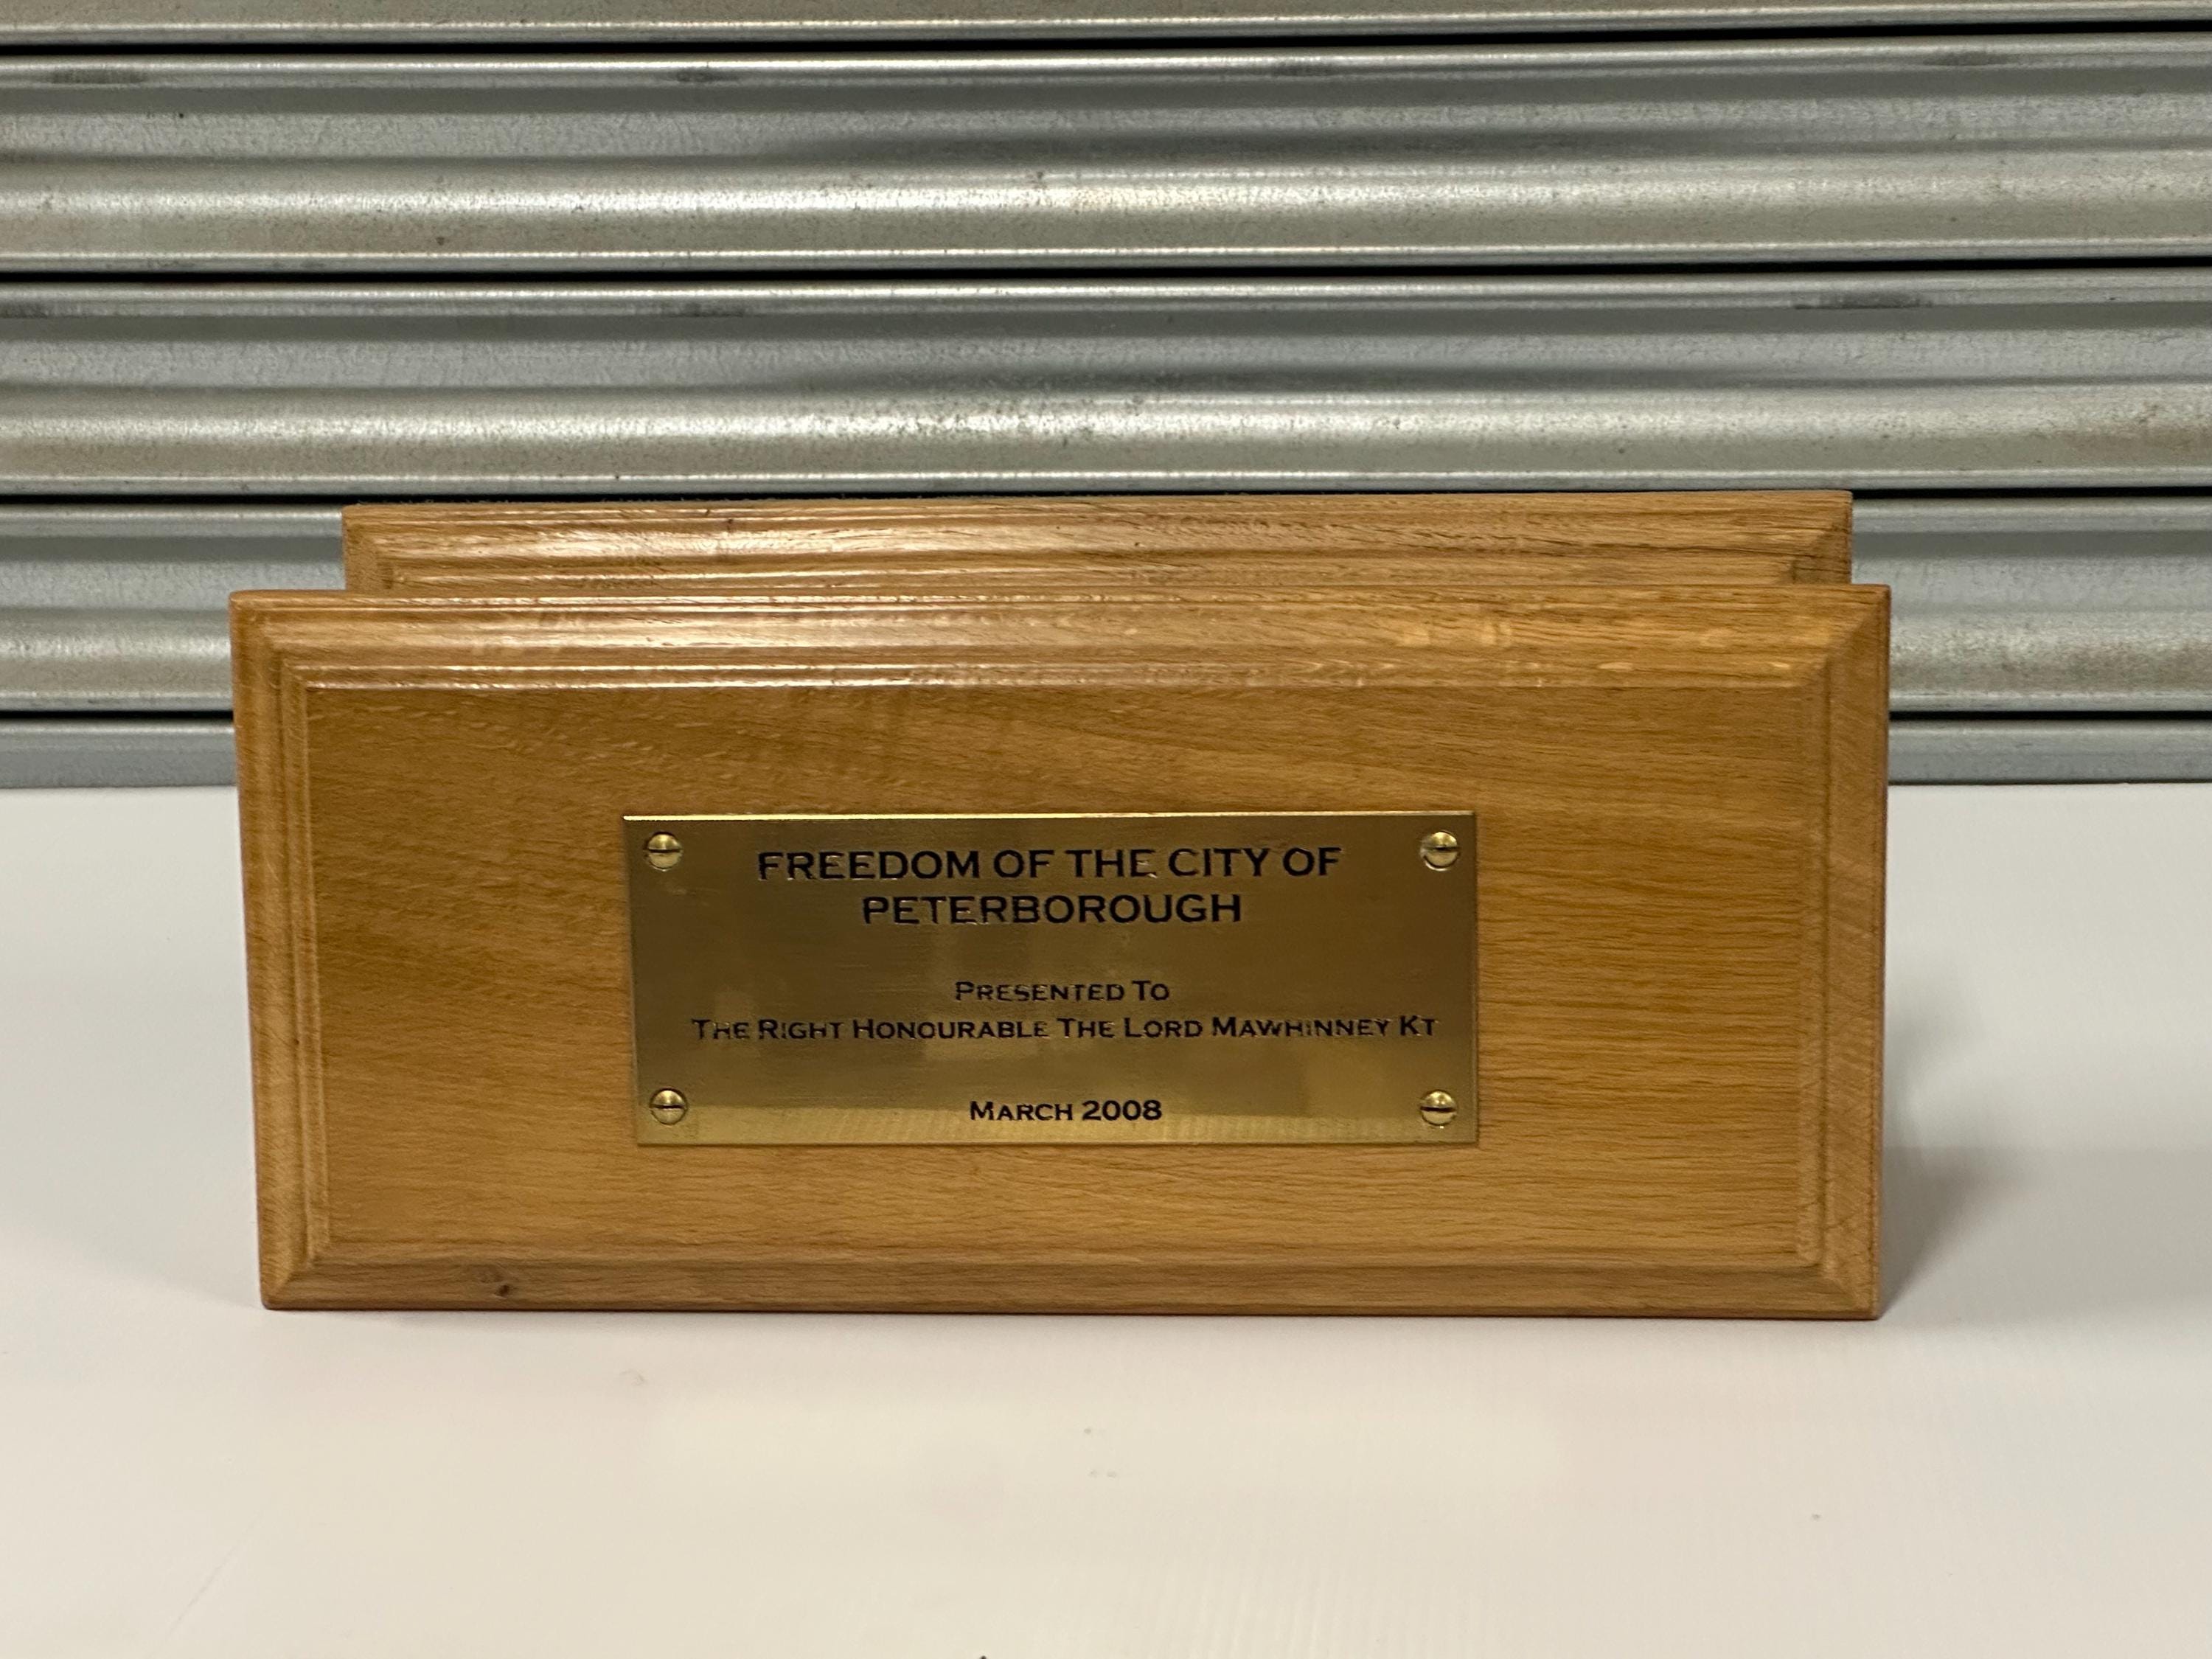 FREEDOM OF THE CITY OF
PETERBOROUGH
PRESENTED TO
THE RIGHT HONOURABLE THE LORD MAWHINNEY KT
MARCH 2008